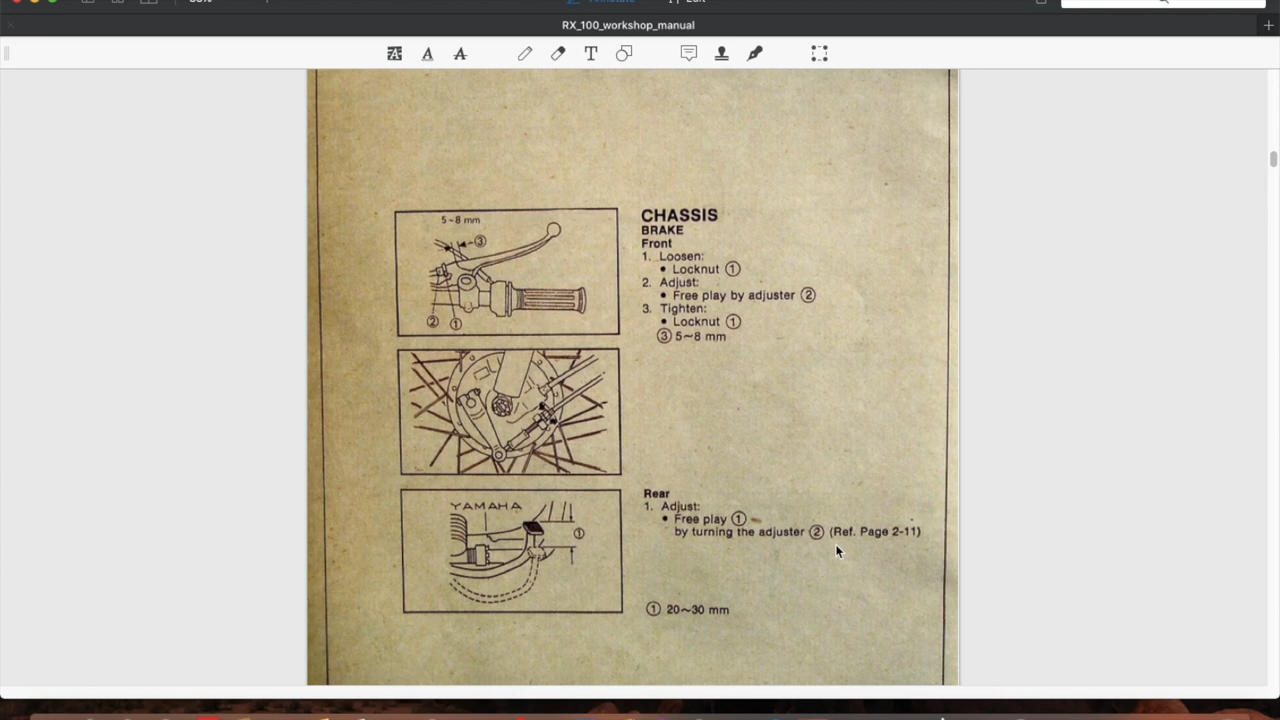 RX_100_workshop_manual
5~8 mm
③
② ①
CHASSIS
BRAKE
Front
1. Loosen:
• Locknut ①
2. Adjust:
• Free play by adjuster ②
3. Tighten:
• Locknut ①
③ 5~8 mm
YAMAHA
①
Rear
1. Adjust:
• Free play ①
by turning the adjuster ② (Ref. Page 2-11)
① 20~30 mm